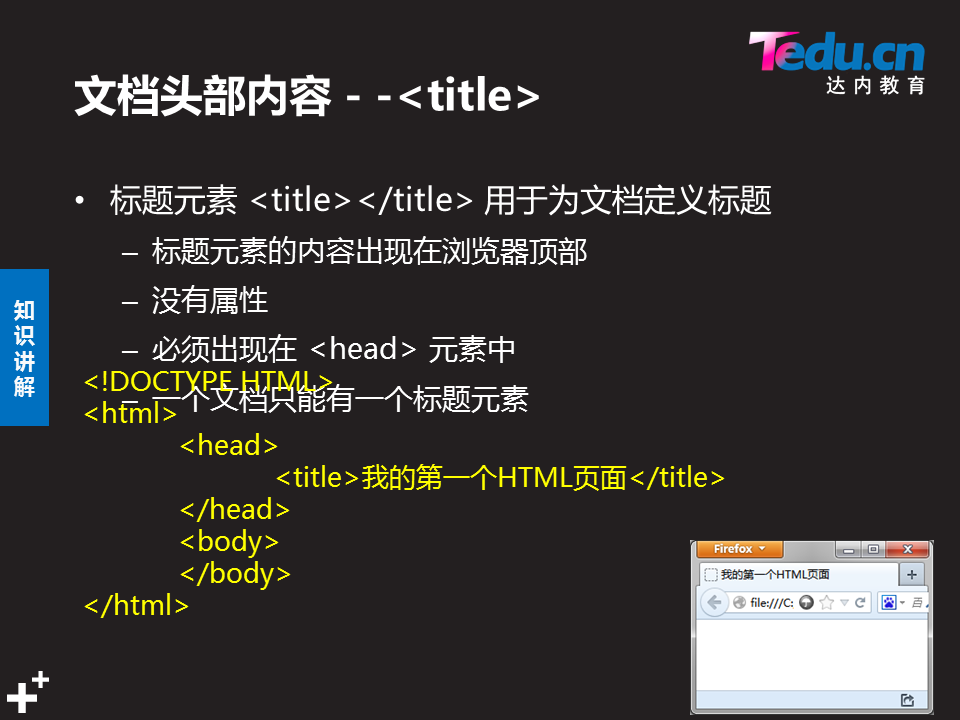 Tedu.cn
达内教育
文档头部内容 - -<title>
• 标题元素 <title></title> 用于为文档定义标题
– 标题元素的内容出现在浏览器顶部
– 没有属性
– 必须出现在 <head> 元素中
– 一个文档只能有一个标题元素
知识讲解
<!DOCTYPE HTML>
<html>
<head>
<title>我的第一个HTML页面</title>
</head>
<body>
</body>
</html>
Firefox
我的第一个HTML页面
file:///C:
百